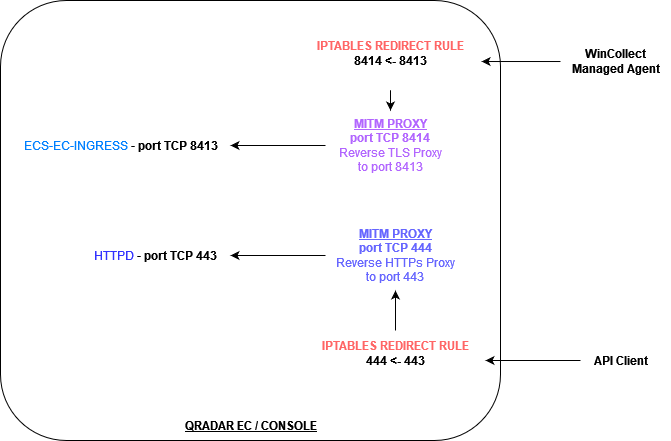 IPTABLES REDIRECT RULE
8414 <- 8413
WinCollect
Managed Agent
MITM PROXY
port TCP 8414
Reverse TLS Proxy
to port 8413
ECS-EC-INGRESS - port TCP 8413
MITM PROXY
port TCP 444
Reverse HTTPs Proxy
to port 443
HTTPD - port TCP 443
IPTABLES REDIRECT RULE
444 <- 443
API Client
QRADAR EC / CONSOLE